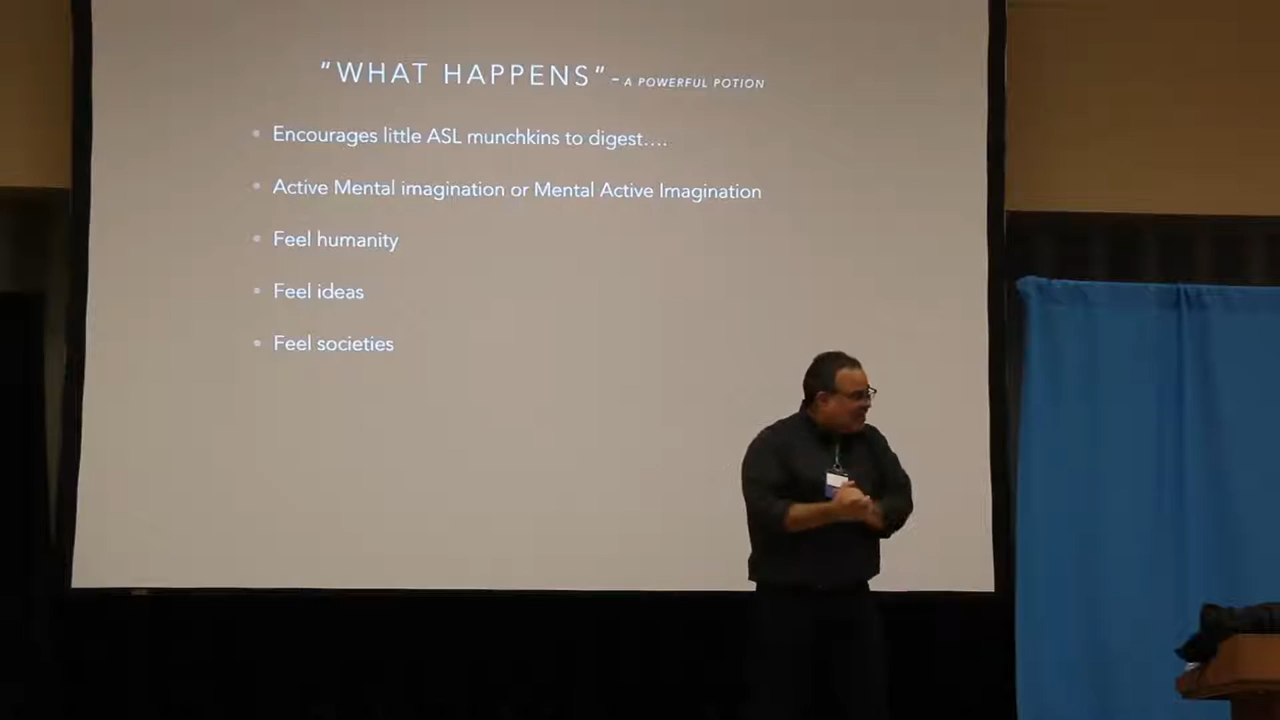 "WHAT HAPPENS" - A POWERFUL POTION
• Encourages little ASL munchkins to digest....
• Active Mental imagination or Mental Active Imagination
• Feel humanity
• Feel ideas
• Feel societies